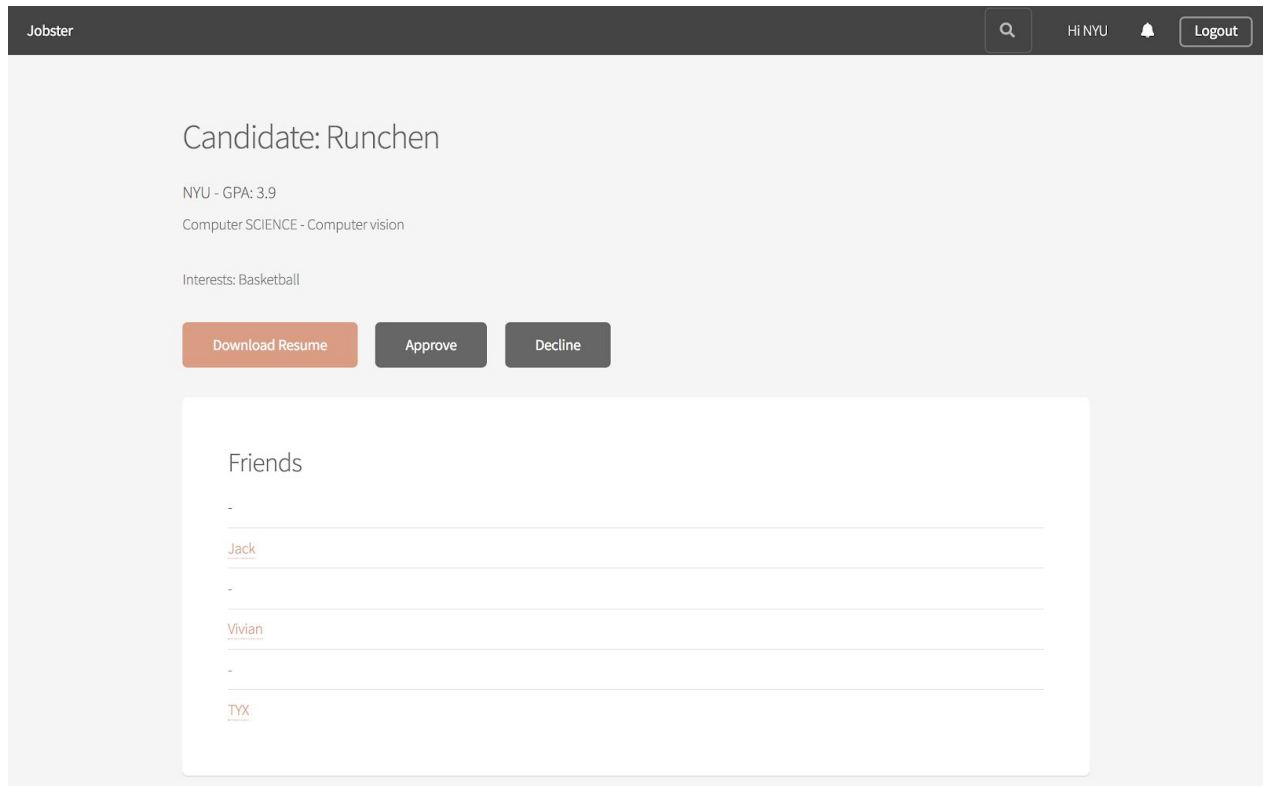 Jobster Hi NYU Logout
Candidate: Runchen
NYU - GPA: 3.9
Computer SCIENCE - Computer vision
Interests: Basketball
Download Resume Approve Decline
Friends
-
Jack
-
Vivian
-
TYX